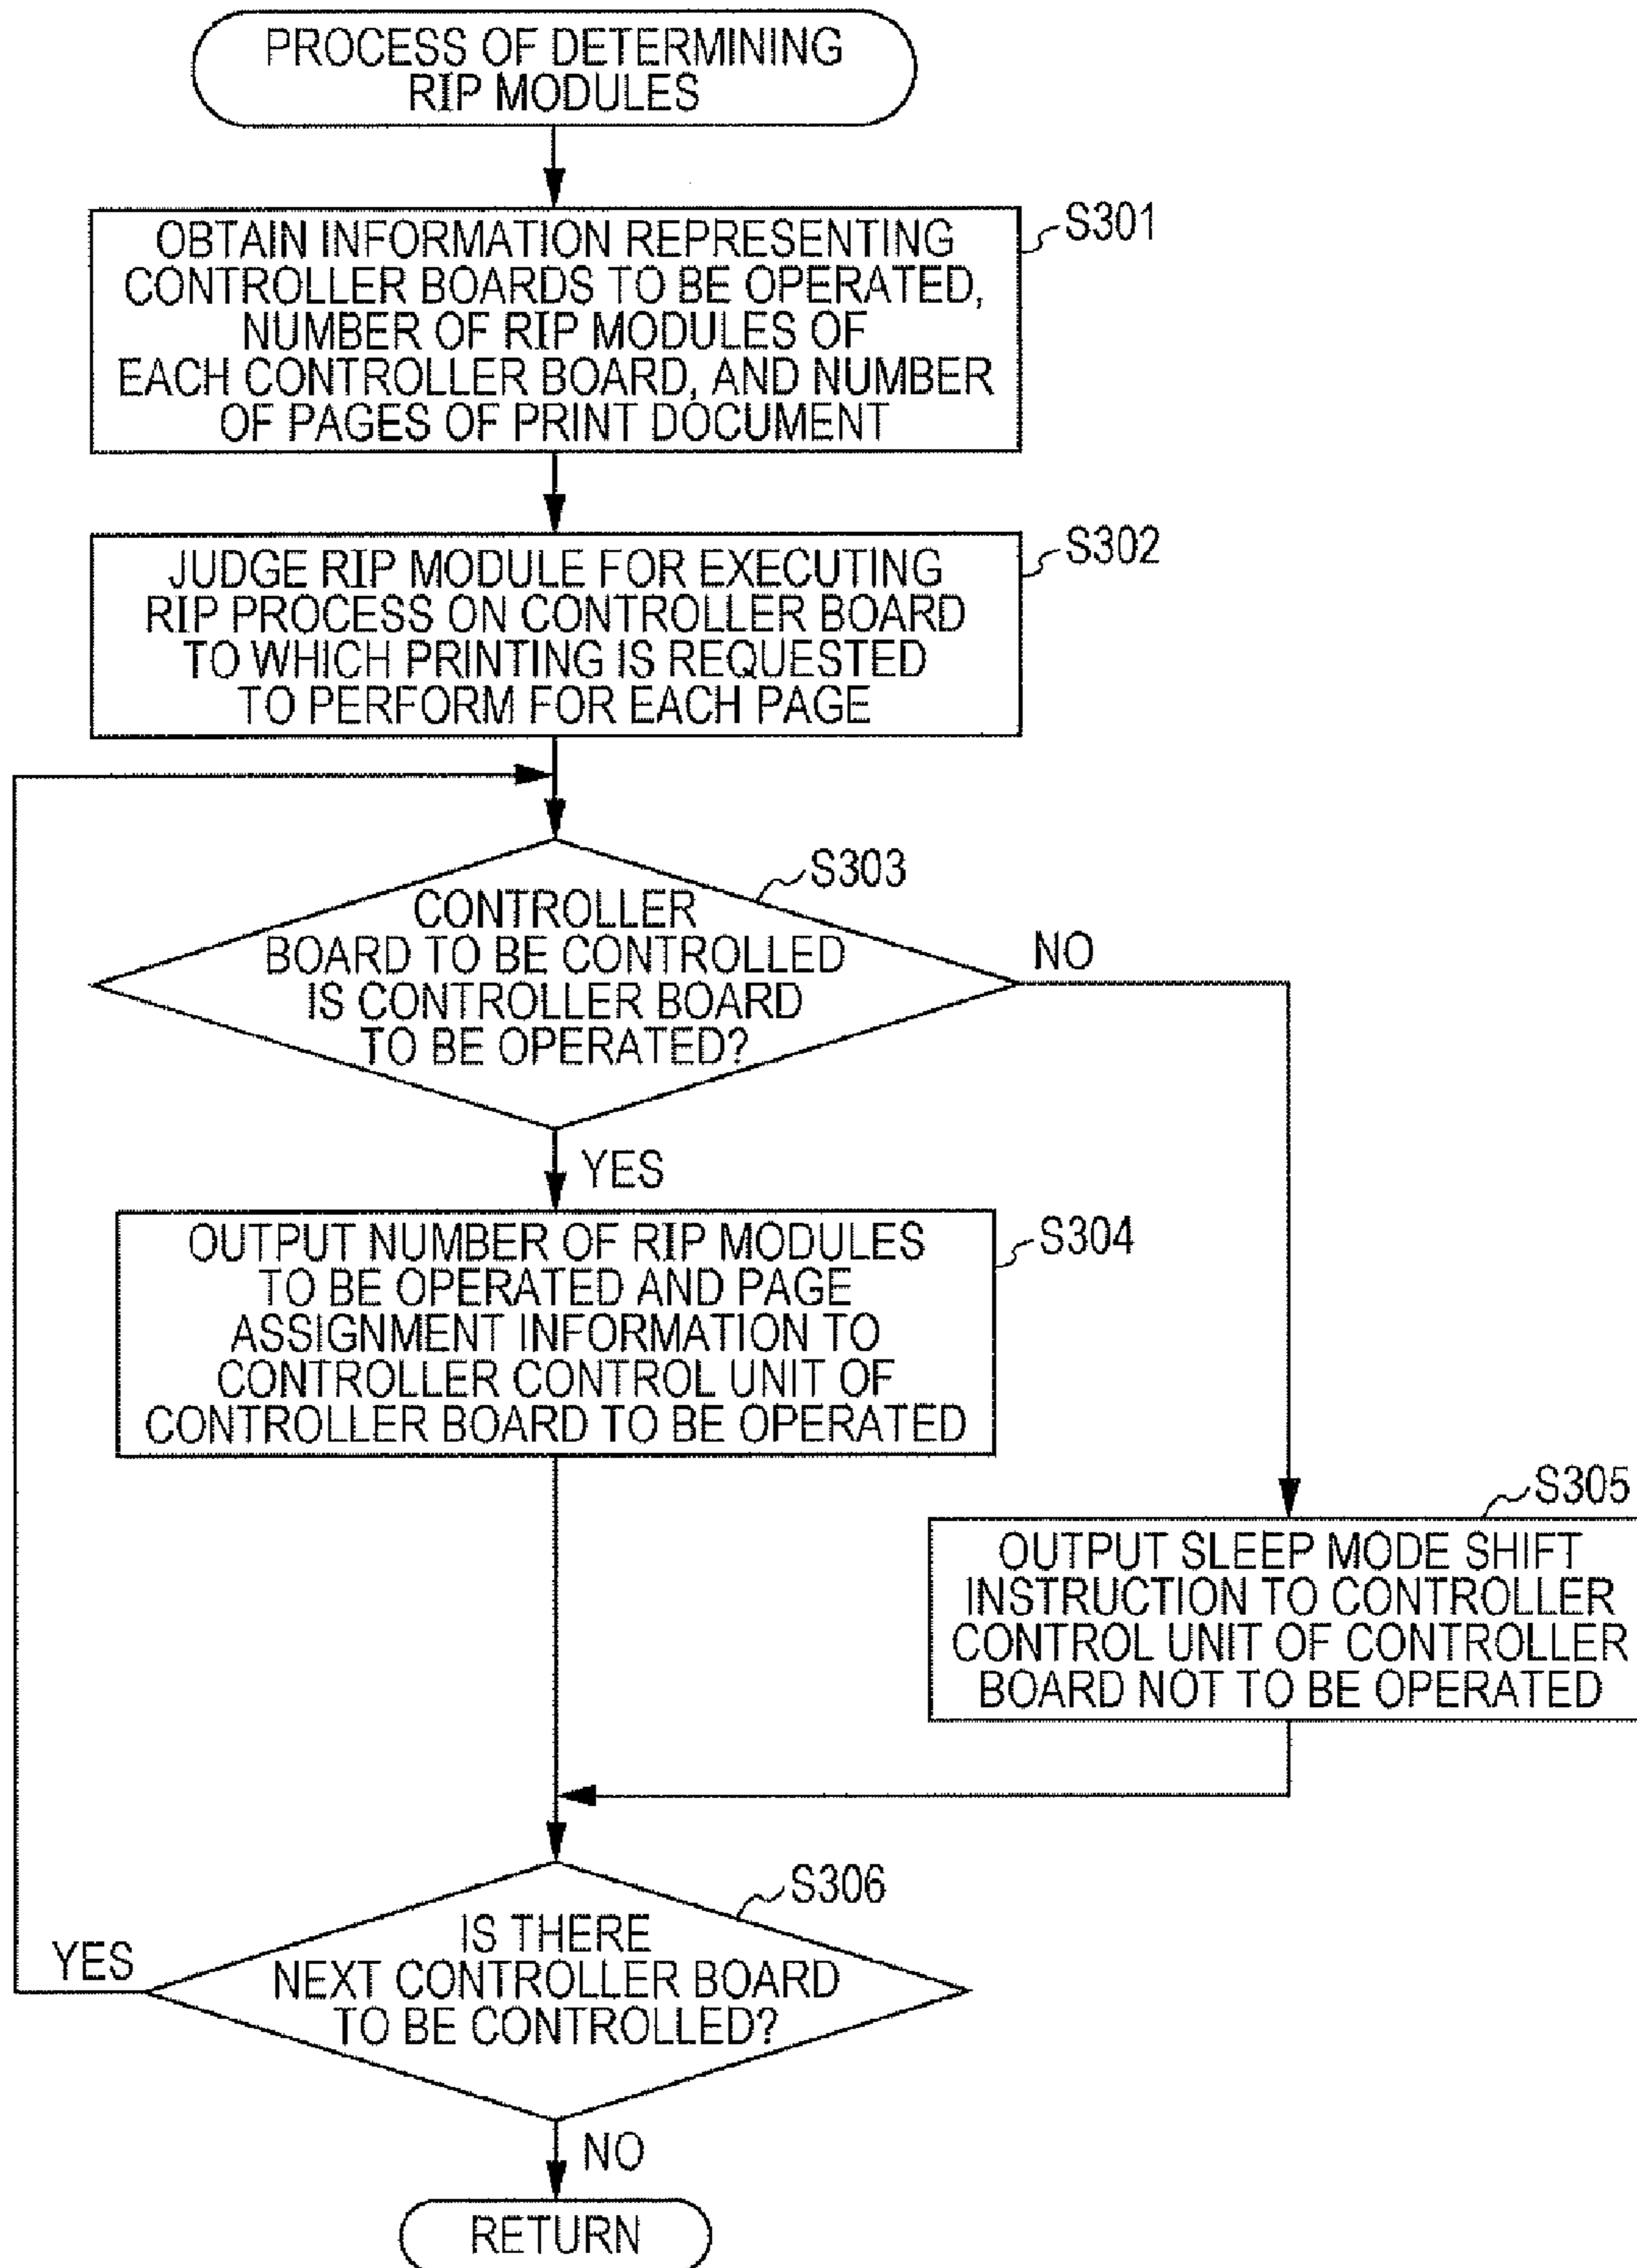 PROCESS OF DETERMINING
RIP MODULES
S301
OBTAIN INFORMATION REPRESENTING
CONTROLLER BOARDS TO BE OPERATED,
NUMBER OF RIP MODULES OF
EACH CONTROLLER BOARD, AND NUMBER
OF PAGES OF PRINT DOCUMENT
S302
JUDGE RIP MODULE FOR EXECUTING
RIP PROCESS ON CONTROLLER BOARD
TO WHICH PRINTING IS REQUESTED
TO PERFORM FOR EACH PAGE
S303
CONTROLLER
BOARD TO BE CONTROLLED
IS CONTROLLER BOARD
TO BE OPERATED?
NO
YES
S304
OUTPUT NUMBER OF RIP MODULES
TO BE OPERATED AND PAGE
ASSIGNMENT INFORMATION TO
CONTROLLER CONTROL UNIT OF
CONTROLLER BOARD TO BE OPERATED
S305
OUTPUT SLEEP MODE SHIFT
INSTRUCTION TO CONTROLLER
CONTROL UNIT OF CONTROLLER
BOARD NOT TO BE OPERATED
S306
IS THERE
NEXT CONTROLLER BOARD
TO BE CONTROLLED?
YES
NO
RETURN